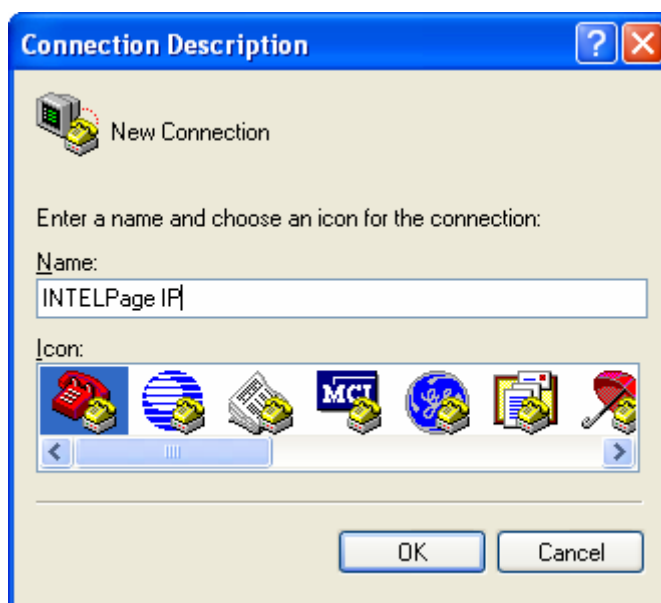 Connection Description
New Connection
Enter a name and choose an icon for the connection:
Name:
INTELPage IP
Icon:
MCI
OK
Cancel